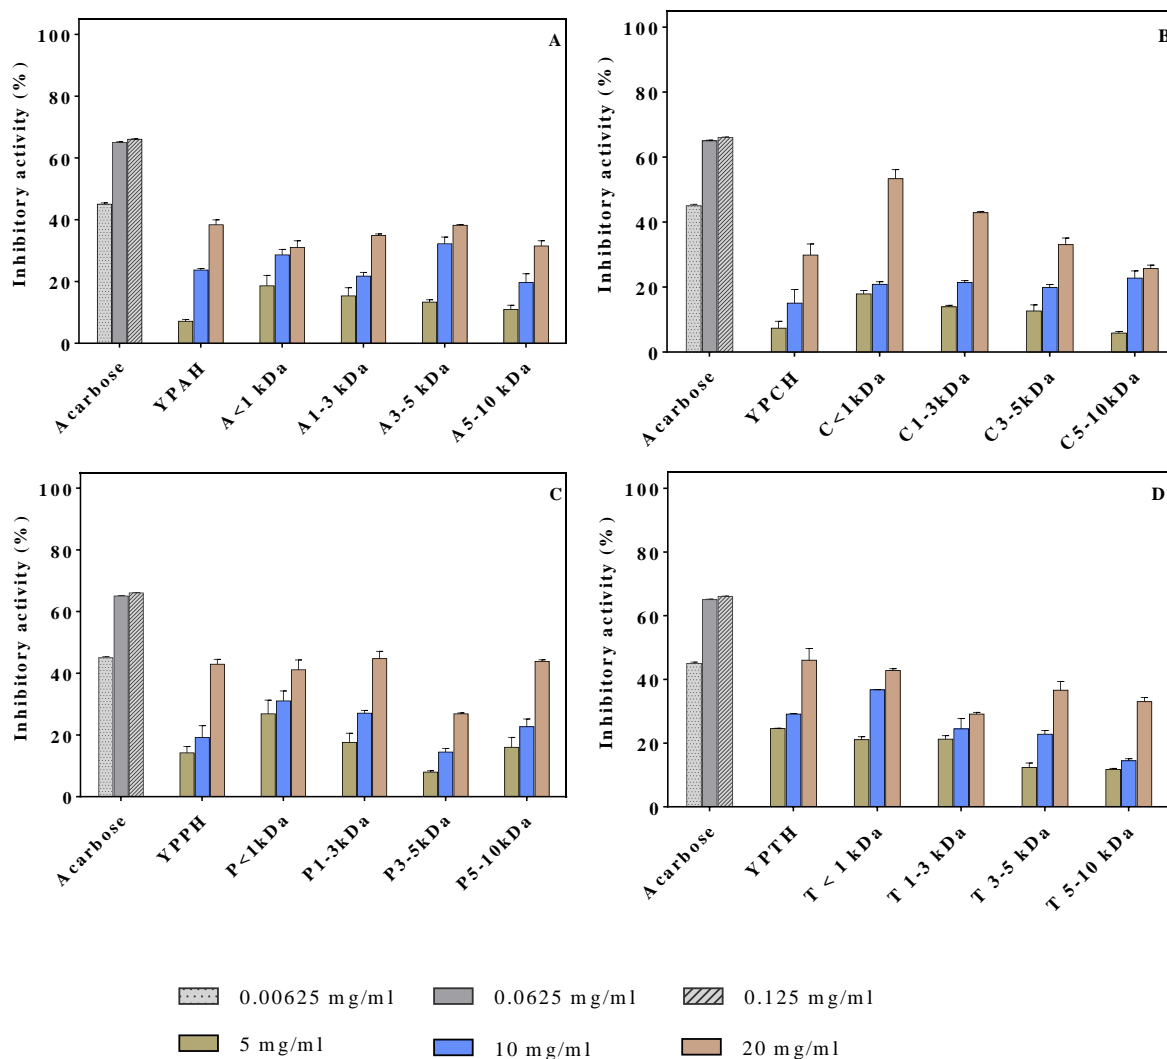 A
Inhibitory activity (%)
100
80
60
40
20
0
Acarbose
YPAH
A<1 kDa
A1-3 kDa
A3-5 kDa
A5-10 kDa
B
Inhibitory activity (%)
100
80
60
40
20
0
Acarbose
YPCH
C<1kDa
C1-3kDa
C3-5kDa
C5-10kDa
C
Inhibitory activity (%)
100
80
60
40
20
0
Acarbose
YPPH
P<1kDa
P1-3kDa
P3-5kDa
P5-10kDa
D
Inhibitory activity (%)
100
80
60
40
20
0
Acarbose
YPTH
T < 1 kDa
T 1-3 kDa
T 3-5 kDa
T 5-10 kDa
0.00625 mg/ml
0.0625 mg/ml
0.125 mg/ml
5 mg/ml
10 mg/ml
20 mg/ml